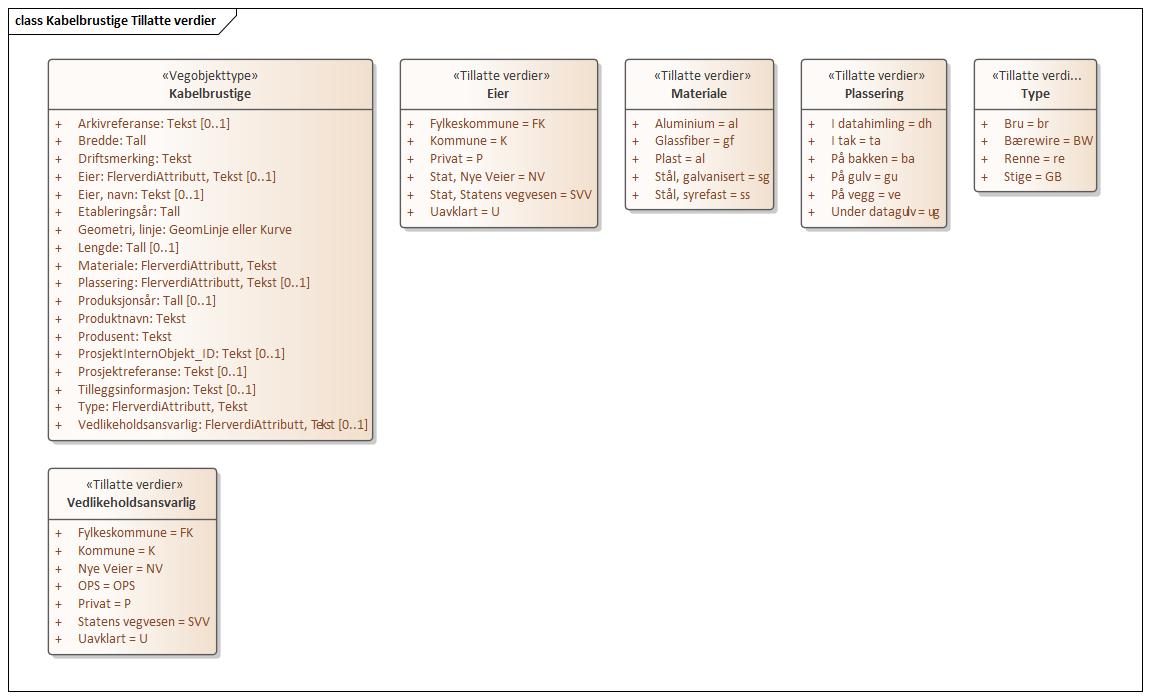 class Kabelbrustige Tillatte verdier
«Vegobjekttype»
Kabelbrustige
+ Arkivreferanse: Tekst [0..1]
+ Bredde: Tall
+ Driftsmerking: Tekst
+ Eier: FlerverdiAttributt, Tekst [0..1]
+ Eier, navn: Tekst [0..1]
+ Etableringsår: Tall
+ Geometri, linje: GeomLinje eller Kurve
+ Lengde: Tall [0..1]
+ Materiale: FlerverdiAttributt, Tekst
+ Plassering: FlerverdiAttributt, Tekst [0..1]
+ Produksjonsår: Tall [0..1]
+ Produktnavn: Tekst
+ Produsent: Tekst
+ ProsjektInternObjekt_ID: Tekst [0..1]
+ Prosjektreferanse: Tekst [0..1]
+ Tilleggsinformasjon: Tekst [0..1]
+ Type: FlerverdiAttributt, Tekst
+ Vedlikeholdsansvarlig: FlerverdiAttributt, Tekst [0..1]
«Tillatte verdier»
Eier
+ Fylkeskommune = FK
+ Kommune = K
+ Privat = P
+ Stat, Nye Veier = NV
+ Stat, Statens vegvesen = SVV
+ Uavklart = U
«Tillatte verdier»
Materiale
+ Aluminium = al
+ Glassfiber = gf
+ Plast = al
+ Stål, galvanisert = sg
+ Stål, syrefast = ss
«Tillatte verdier»
Plassering
+ I datahimling = dh
+ I tak = ta
+ På bakken = ba
+ På gulv = gu
+ På vegg = ve
+ Under datagulv = ug
«Tillatte verdi...
Type
+ Bru = br
+ Bærewire = BW
+ Renne = re
+ Stige = GB
«Tillatte verdier»
Vedlikeholdsansvarlig
+ Fylkeskommune = FK
+ Kommune = K
+ Nye Veier = NV
+ OPS = OPS
+ Privat = P
+ Statens vegvesen = SVV
+ Uavklart = U